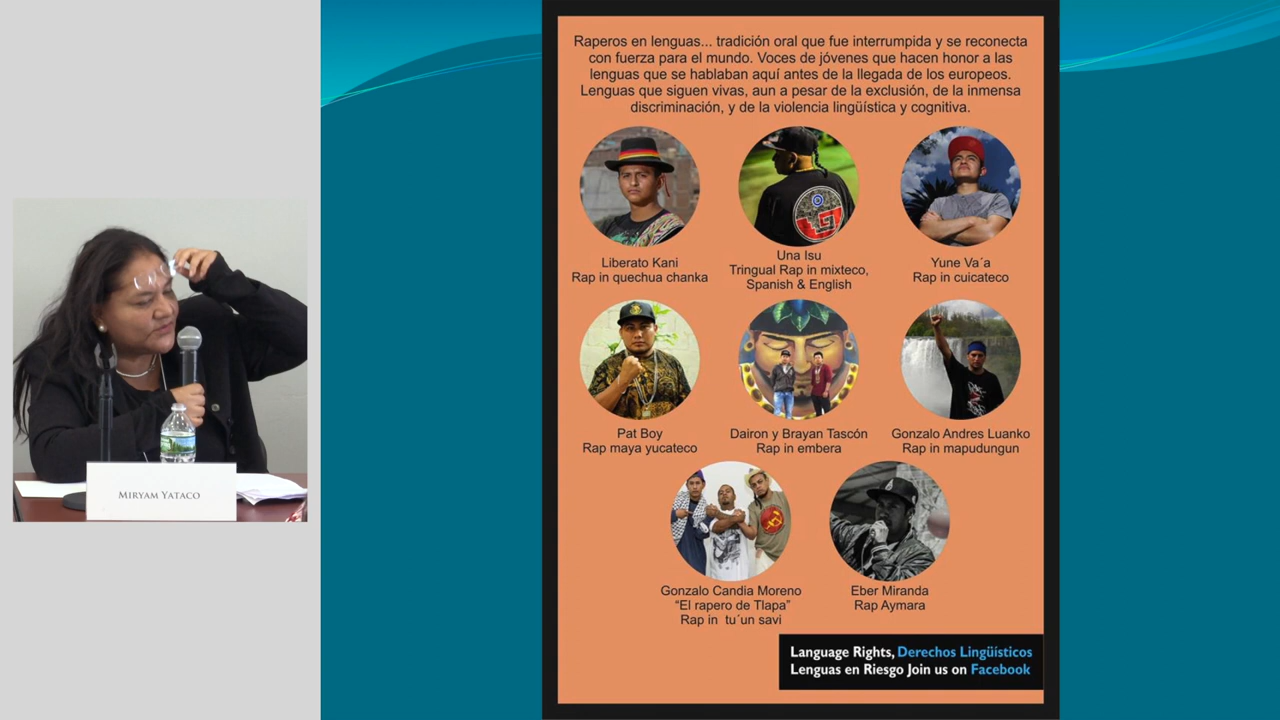 Raperos en lenguas... tradición oral que fue interrumpida y se reconecta
con fuerza para el mundo. Voces de jóvenes que hacen honor a las
lenguas que se hablaban aquí antes de la llegada de los europeos.
Lenguas que siguen vivas, aun a pesar de la exclusión, de la inmensa
discriminación, y de la violencia lingüística y cognitiva.
Liberato Kani
Rap in quechua chanka
Una Isu
Tringual Rap in mixteco,
Spanish & English
Yune Va´a
Rap in cuicateco
Pat Boy
Rap maya yucateco
Dairon y Brayan Tascón
Rap in embera
Gonzalo Andres Luanko
Rap in mapudungun
Gonzalo Candia Moreno
“El rapero de Tlapa”
Rap in tu´un savi
Eber Miranda
Rap Aymara
Language Rights, Derechos Lingüísticos
Lenguas en Riesgo Join us on Facebook
Miryam Yataco